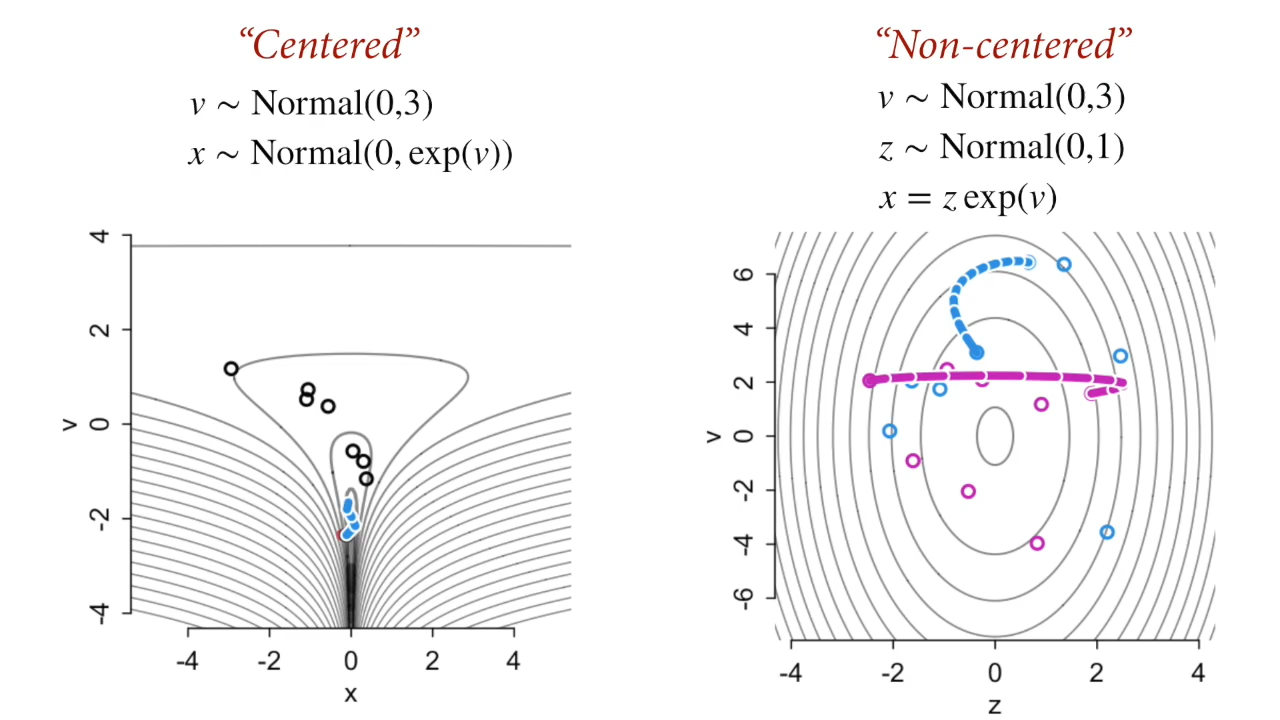 “Centered”
v ∼ Normal(0,3)
x ∼ Normal(0, exp(v))
4
2
0
-2
-4
v
-4 -2 0 2 4
x
“Non-centered”
v ∼ Normal(0,3)
z ∼ Normal(0,1)
x = z exp(v)
6
4
2
0
-2
-4
-6
v
-4 -2 0 2 4
z